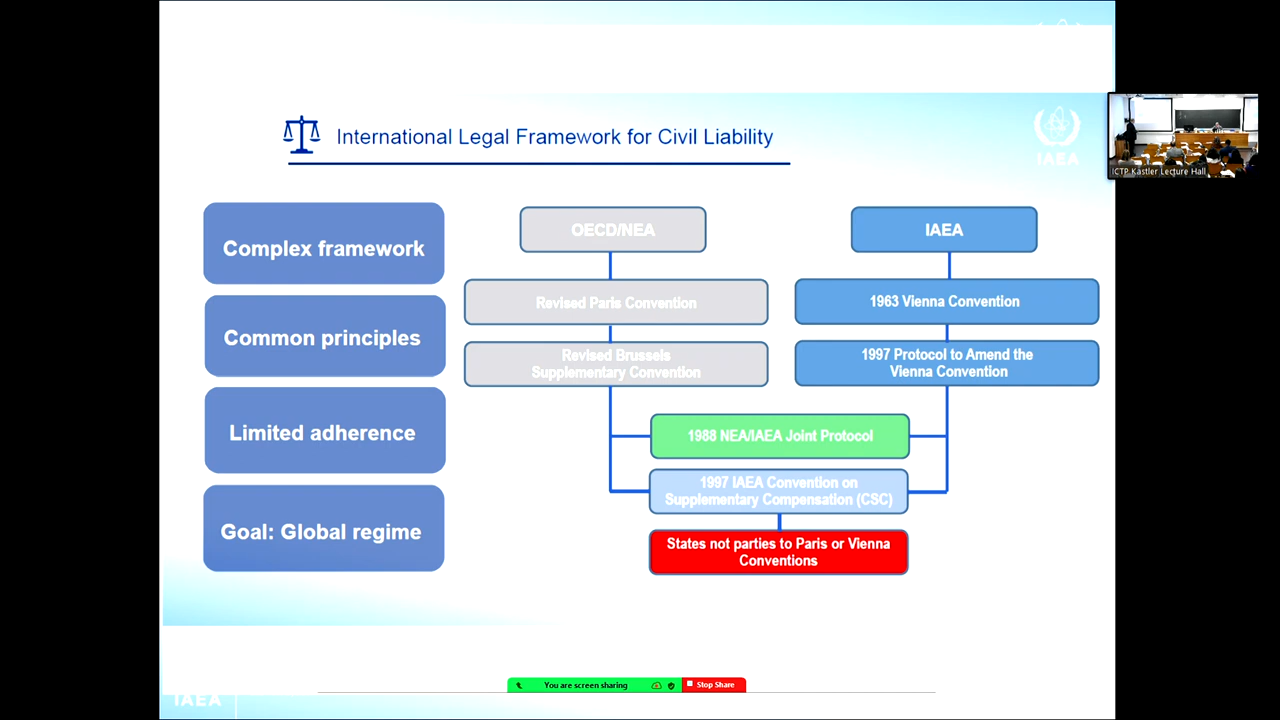 International Legal Framework for Civil Liability
IAEA
ICTP Kastler Lecture Hall
Complex framework
Common principles
Limited adherence
Goal: Global regime
OECD/NEA
Revised Paris Convention
Revised Brussels
Supplementary Convention
IAEA
1963 Vienna Convention
1997 Protocol to Amend the
Vienna Convention
1988 NEA/IAEA Joint Protocol
1997 IAEA Convention on
Supplementary Compensation (CSC)
States not parties to Paris or Vienna
Conventions
You are screen sharing
Stop Share
IAEA